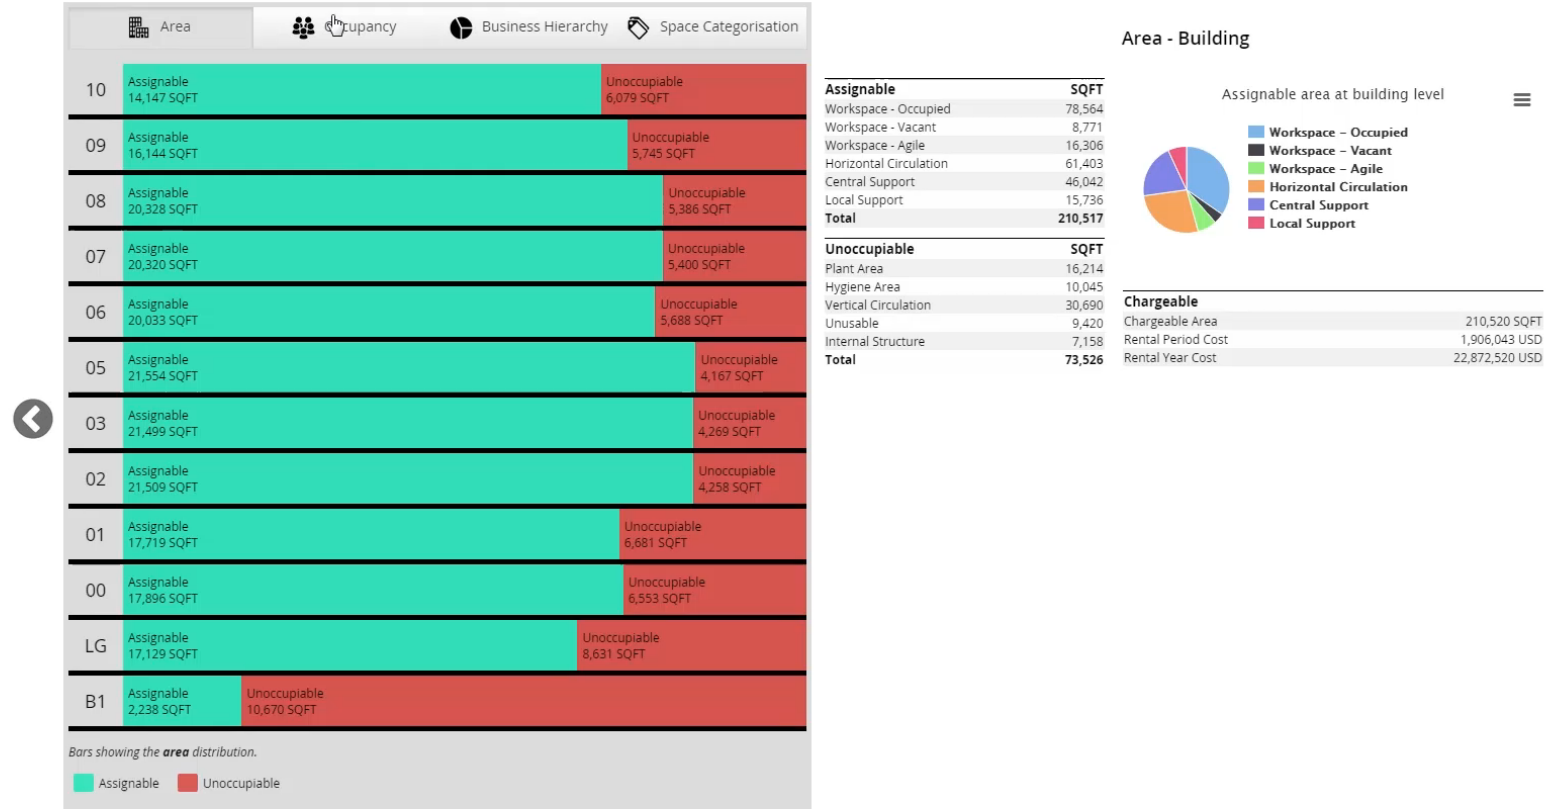 Area
Business Hierarchy
Space Categorisation
10
Assignable
14,147 SQFT
Unoccupiable
6,079 SQFT
09
Assignable
16,144 SQFT
Unoccupiable
5,745 SQFT
08
Assignable
20,328 SQFT
Unoccupiable
5,386 SQFT
07
Assignable
20,320 SQFT
Unoccupiable
5,400 SQFT
06
Assignable
20,033 SQFT
Unoccupiable
5,688 SQFT
05
Assignable
21,554 SQFT
Unoccupiable
4,167 SQFT
03
Assignable
21,499 SQFT
Unoccupiable
4,269 SQFT
02
Assignable
21,509 SQFT
Unoccupiable
4,258 SQFT
01
Assignable
17,719 SQFT
Unoccupiable
6,681 SQFT
00
Assignable
17,896 SQFT
Unoccupiable
6,553 SQFT
LG
Assignable
17,129 SQFT
Unoccupiable
8,631 SQFT
B1
Assignable
2,238 SQFT
Unoccupiable
10,670 SQFT
Bars showing the area distribution.
Assignable Unoccupiable
Area - Building
Assignable SQFT
Workspace - Occupied 78,564
Workspace - Vacant 8,771
Workspace - Agile 16,306
Horizontal Circulation 61,403
Central Support 46,042
Local Support 15,736
Total 210,517
Unoccupiable SQFT
Plant Area 16,214
Hygiene Area 10,045
Vertical Circulation 30,690
Unusable 9,420
Internal Structure 7,158
Total 73,526
Assignable area at building level
Workspace – Occupied
Workspace – Vacant
Workspace – Agile
Horizontal Circulation
Central Support
Local Support
Chargeable
Chargeable Area 210,520 SQFT
Rental Period Cost 1,906,043 USD
Rental Year Cost 22,872,520 USD